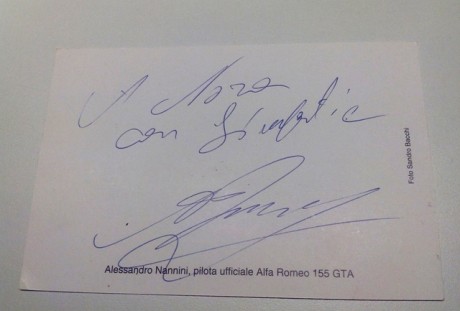 A Nora
con Simpatia
Alessandro Nannini, pilota ufficiale Alfa Romeo 155 GTA
Foto Sandro Bacchi